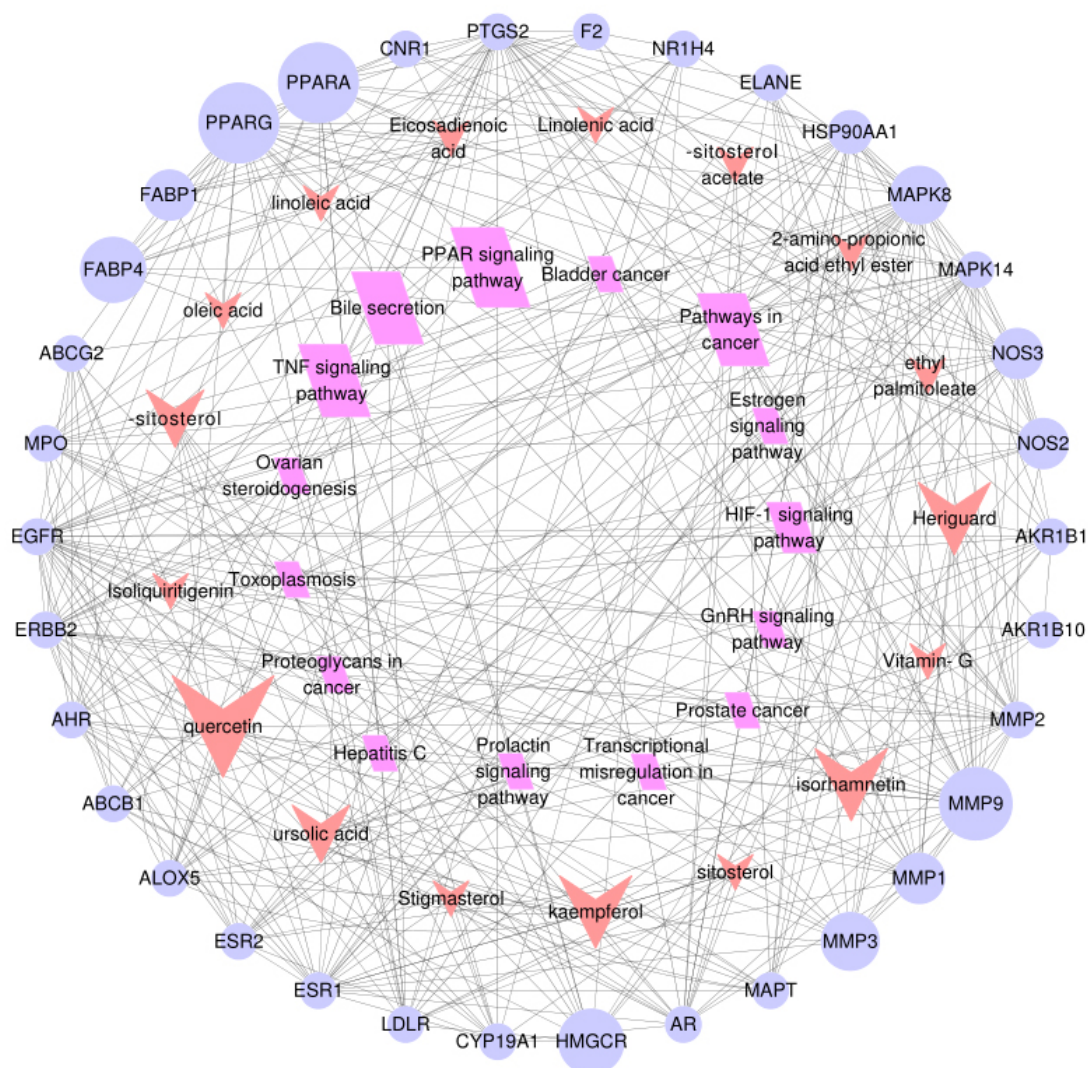 PTGS2
F2
CNR1
NR1H4
PPARA
ELANE
PPARG
Eicosadienoic
acid
Linolenic acid
HSP90AA1
-sitosterol
acetate
FABP1
linoleic acid
MAPK8
2-amino-propionic
acid ethyl ester
PPAR signaling
pathway
Bladder cancer
FABP4
MAPK14
Bile secretion
oleic acid
Pathways in
cancer
ABCG2
NOS3
TNF signaling
pathway
ethyl
palmitoleate
-sitosterol
Estrogen
signaling
pathway
MPO
NOS2
Ovarian
steroidogenesis
Heriguard
HIF-1 signaling
pathway
EGFR
AKR1B1
Toxoplasmosis
Isoliquiritigenin
ERBB2
GnRH signaling
pathway
AKR1B10
Proteoglycans in
cancer
Vitamin- G
AHR
quercetin
Prostate cancer
MMP2
Hepatitis C
Prolactin
signaling
pathway
Transcriptional
misregulation in
cancer
isorhamnetin
ABCB1
MMP9
ursolic acid
ALOX5
sitosterol
MMP1
Stigmasterol
kaempferol
ESR2
MMP3
ESR1
MAPT
LDLR
CYP19A1
HMGCR
AR